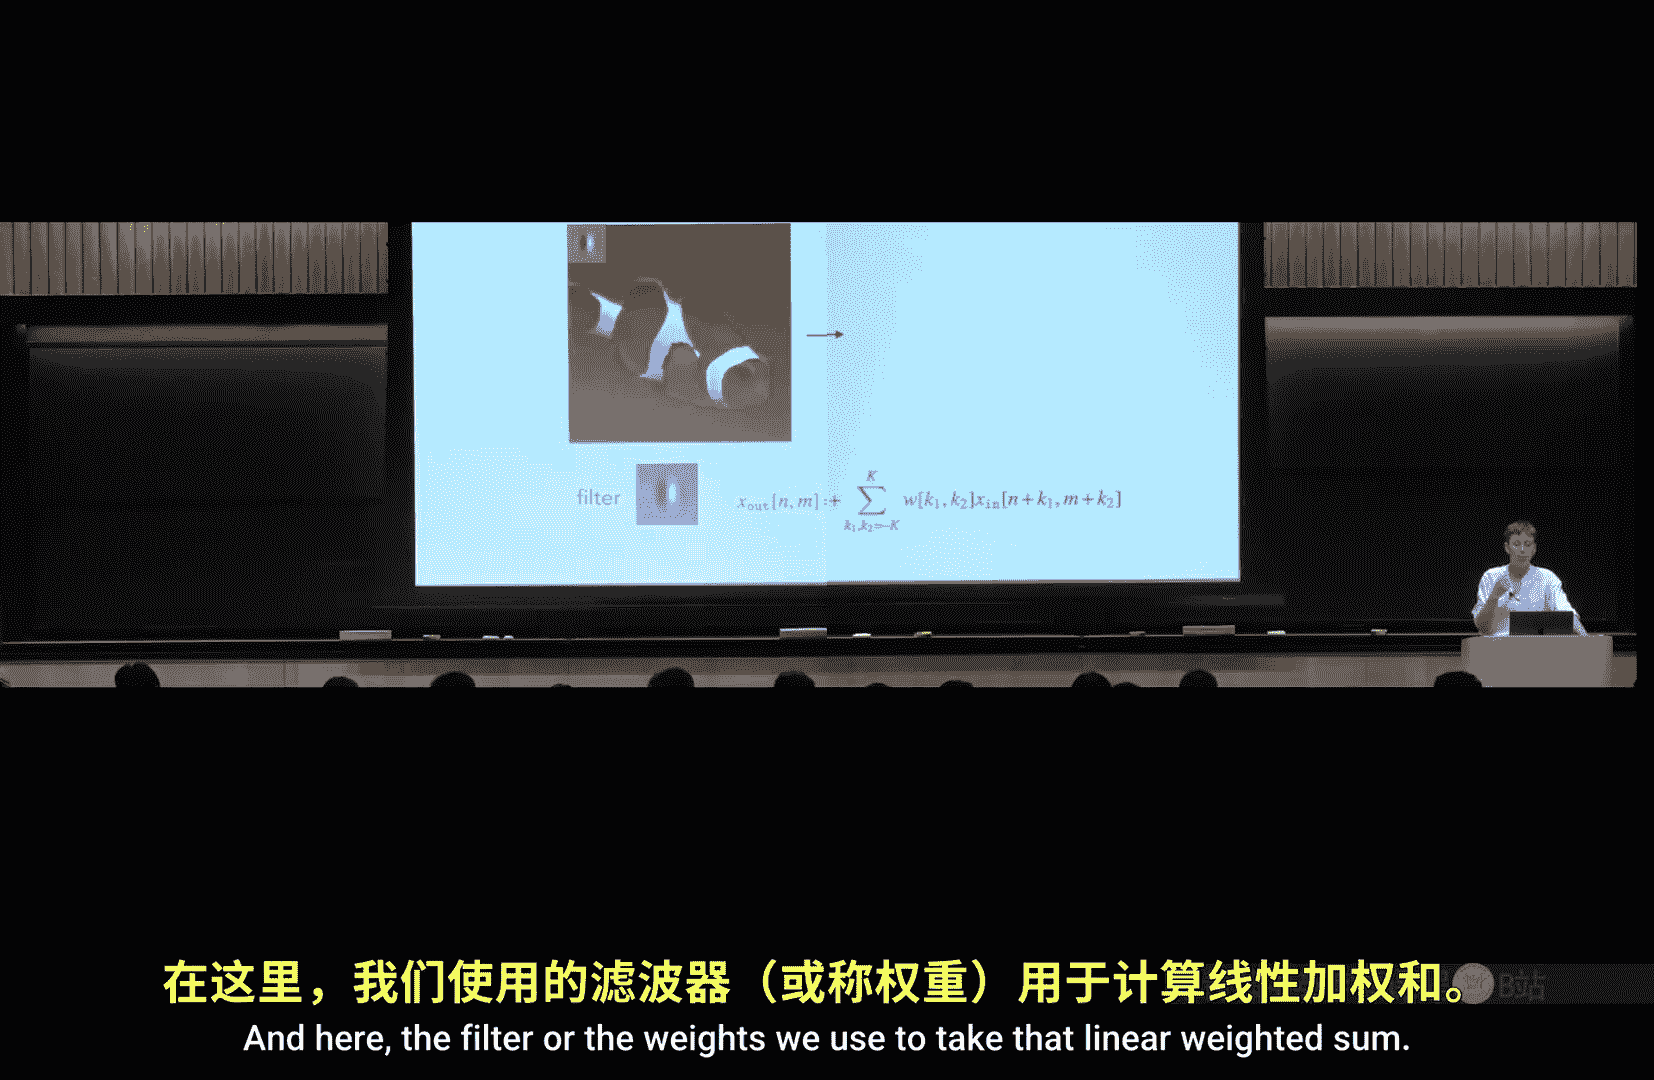 filter
x_out[n, m] :+ ∑_{k₁,k₂=−K}^{K} w[k₁, k₂]x_in[n+k₁, m+k₂]
在这里，我们使用的滤波器（或称权重）用于计算线性加权和。
B站
And here, the filter or the weights we use to take that linear weighted sum.